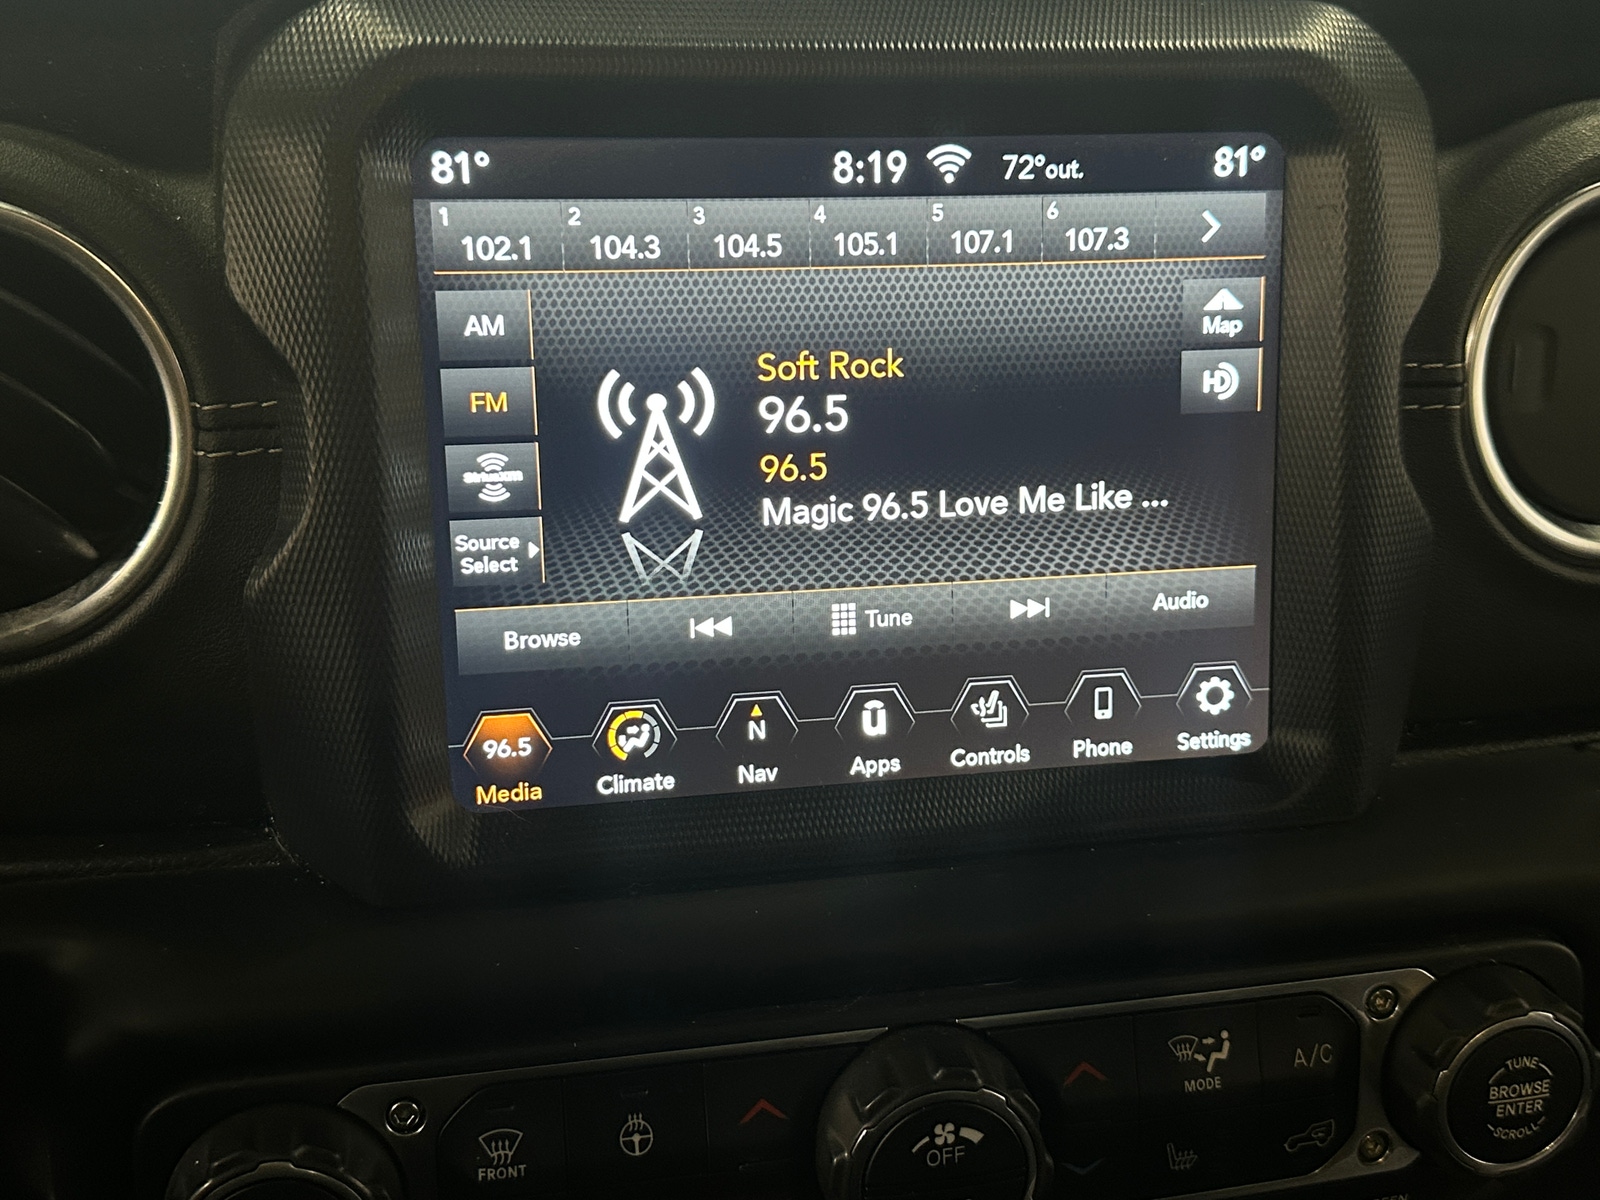 81° 8:19 72°out. 81°
1 2 3 4 5 6
102.1 104.3 104.5 105.1 107.1 107.3
AM
FM
SiriusXM
Source
Select
Map
HD
Soft Rock
96.5
96.5
Magic 96.5 Love Me Like ...
Browse Tune Audio
96.5 N u
Media Climate Nav Apps Controls Phone Settings
FRONT
OFF
MODE
A/C
TUNE
BROWSE
ENTER
SCROLL